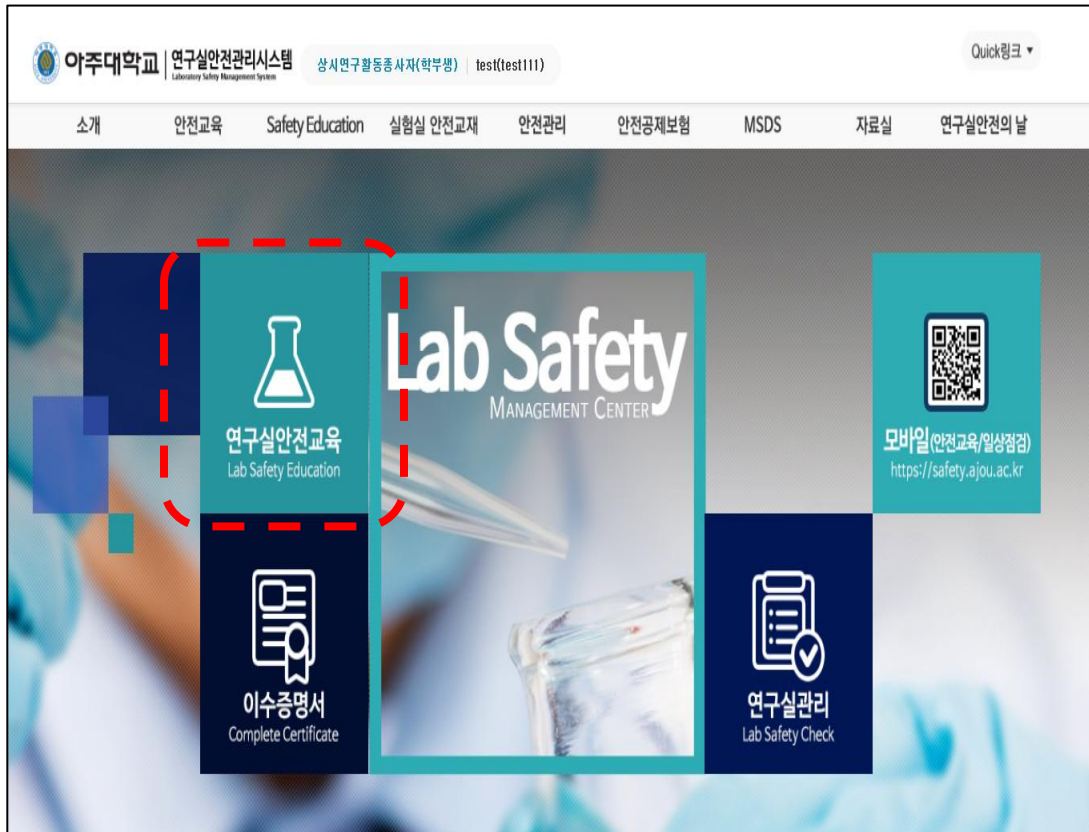 아주대학교 연구실안전관리시스템
Laboratory Safety Management System
상시연구활동종사자(학부생) test(test111)
Quick링크 ▼
소개 안전교육 Safety Education 실험실 안전교재 안전관리 안전공제보험 MSDS 자료실 연구실안전의 날
Lab Safety
MANAGEMENT CENTER
연구실안전교육
Lab Safety Education
모바일(안전교육/일상점검)
https://safety.ajou.ac.kr
이수증명서
Complete Certificate
연구실관리
Lab Safety Check